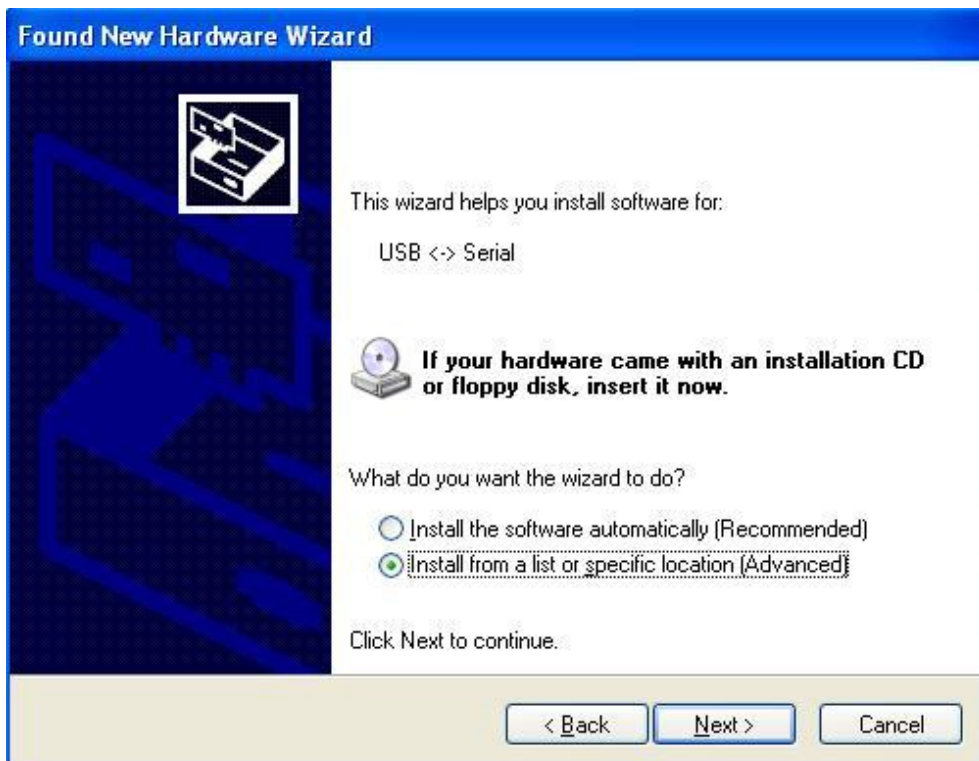 Found New Hardware Wizard
This wizard helps you install software for:
USB <-> Serial
If your hardware came with an installation CD
or floppy disk, insert it now.
What do you want the wizard to do?
Install the software automatically (Recommended)
Install from a list or specific location (Advanced)
Click Next to continue.
< Back
Next >
Cancel